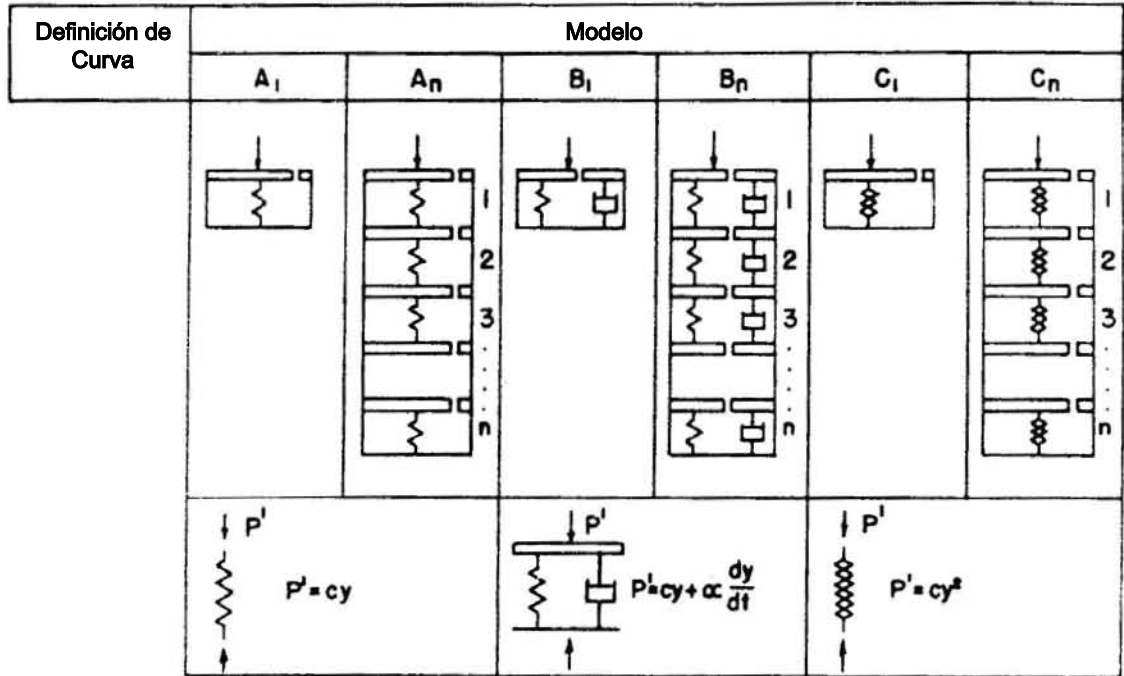 Definición de
Curva
Modelo
A₁ Aₙ B₁ Bₙ C₁ Cₙ
1 1 1
2 2 2
3 3 3
n n n
P' P' P'
P' = cy P' = cy + α dy/dt P' = cy²